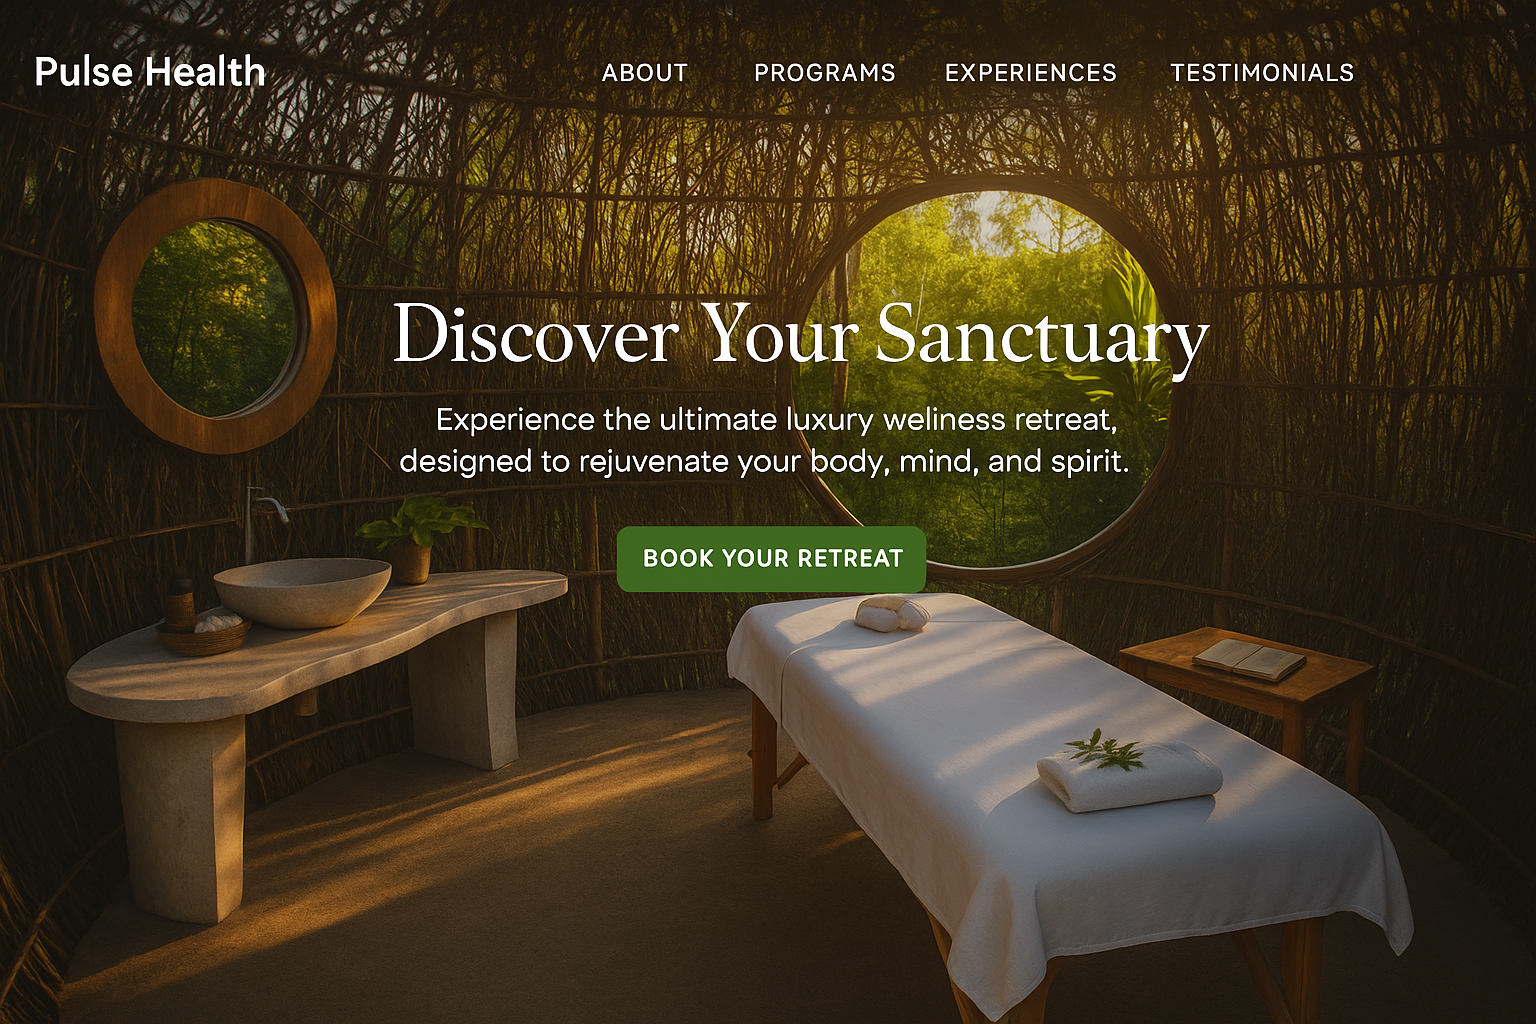 Pulse Health
ABOUT PROGRAMS EXPERIENCES TESTIMONIALS
Discover Your Sanctuary
Experience the ultimate luxury weliness retreat,
designed to rejuvenate your body, mind, and spirit.
BOOK YOUR RETREAT